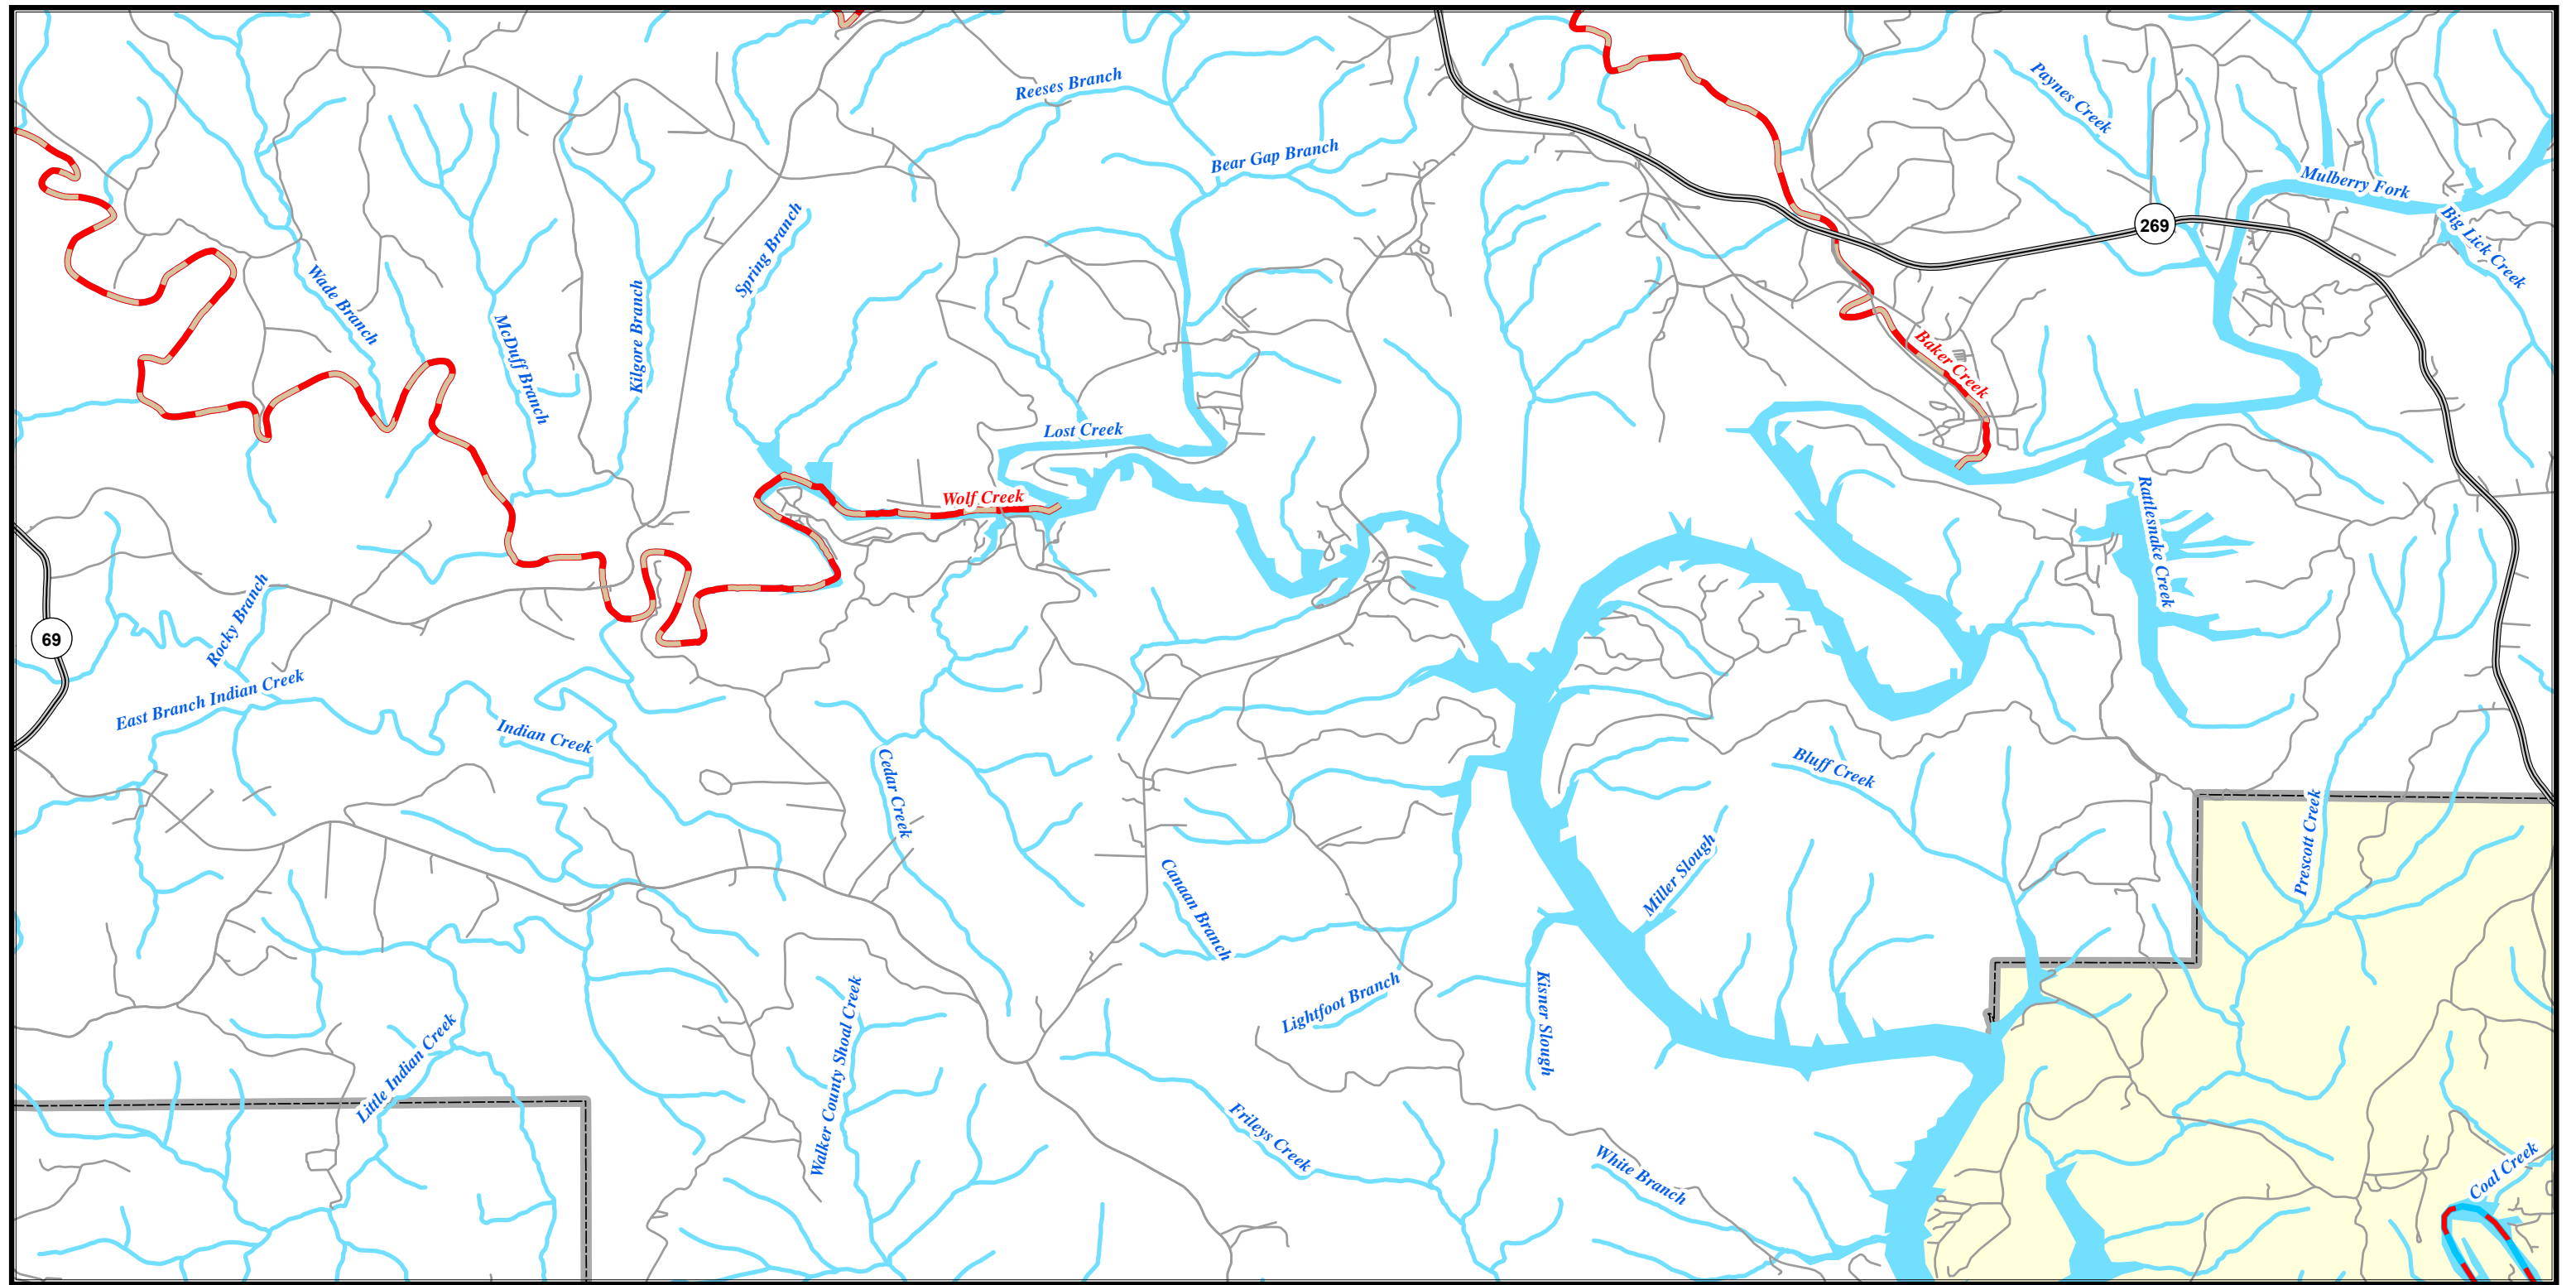 Reeses Branch
Paynes Creek
Bear Gap Branch
Mulberry Fork
269
Big Lick Creek
Spring Branch
Wade Branch
McDuff Branch
Kilgore Branch
Baker Creek
Lost Creek
Wolf Creek
Rattlesnake Creek
69
Rocky Branch
East Branch Indian Creek
Indian Creek
Cedar Creek
Bluff Creek
Prescott Creek
Miller Slough
Canaan Branch
Lightfoot Branch
Kisner Slough
Walker County Shoal Creek
Little Indian Creek
Frileys Creek
White Branch
Coal Creek